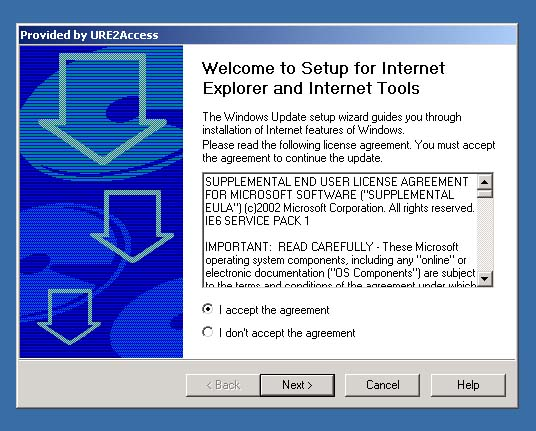 Provided by URE2Access
Welcome to Setup for Internet
Explorer and Internet Tools
The Windows Update setup wizard guides you through
installation of Internet features of Windows.
Please read the following license agreement. You must accept
the agreement to continue the update.
SUPPLEMENTAL END USER LICENSE AGREEMENT
FOR MICROSOFT SOFTWARE ("SUPPLEMENTAL
EULA") (c)2002 Microsoft Corporation. All rights reserved.
IE6 SERVICE PACK 1
IMPORTANT: READ CAREFULLY - These Microsoft
operating system components, including any "online" or
electronic documentation ("OS Components") are subject
to the terms and conditions of the agreement under which
I accept the agreement
I don't accept the agreement
< Back Next > Cancel Help